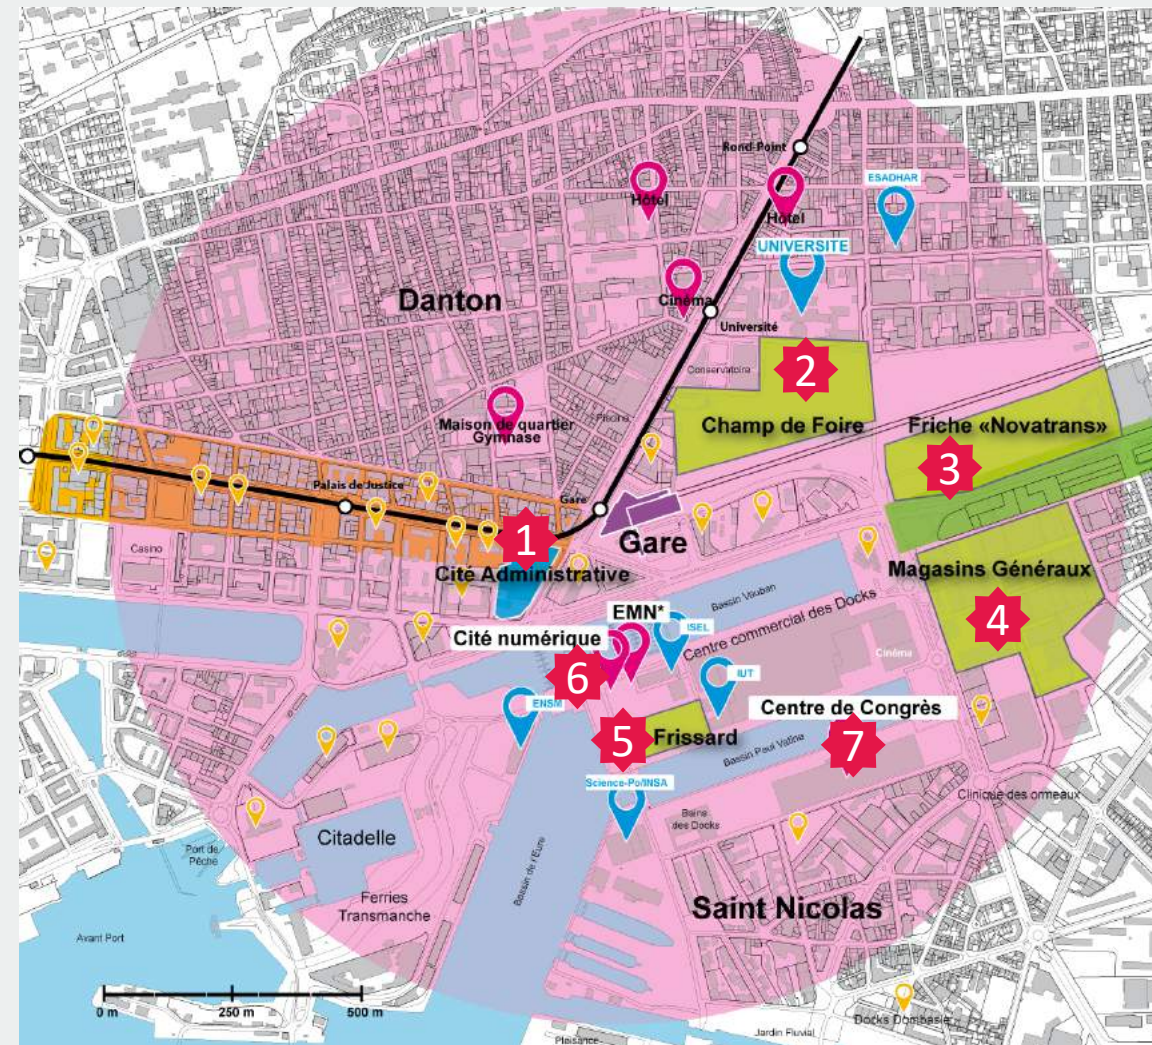 Rond-Point
ESADHAR
Hôtel
Hotel
UNIVERSITE
Danton
Cinéma
Université
2
Conservatoire
Maison de quartier
Gymnase
Piscine
Champ de Foire
Friche «Novatrans»
3
Palais de Justice
Gare
1
Gare
Casino
Cité Administrative
Magasins Généraux
Bassin Vauban
EMN*
ISEL
Centre commercial des Docks
4
Cité numérique
Cinéma
6
IUT
ENSM
Centre de Congrès
5
Frissard
7
Bassin Paul Vatine
Science-Po/INSA
Clinique des ormeaux
Bains
des Docks
Citadelle
Port de
Pêche
Bassin de l'Eure
Ferries
Transmanche
Saint Nicolas
Avant Port
0 m
250 m
500 m
Docks Dombasle
Jardin Fluvial
Plaisance